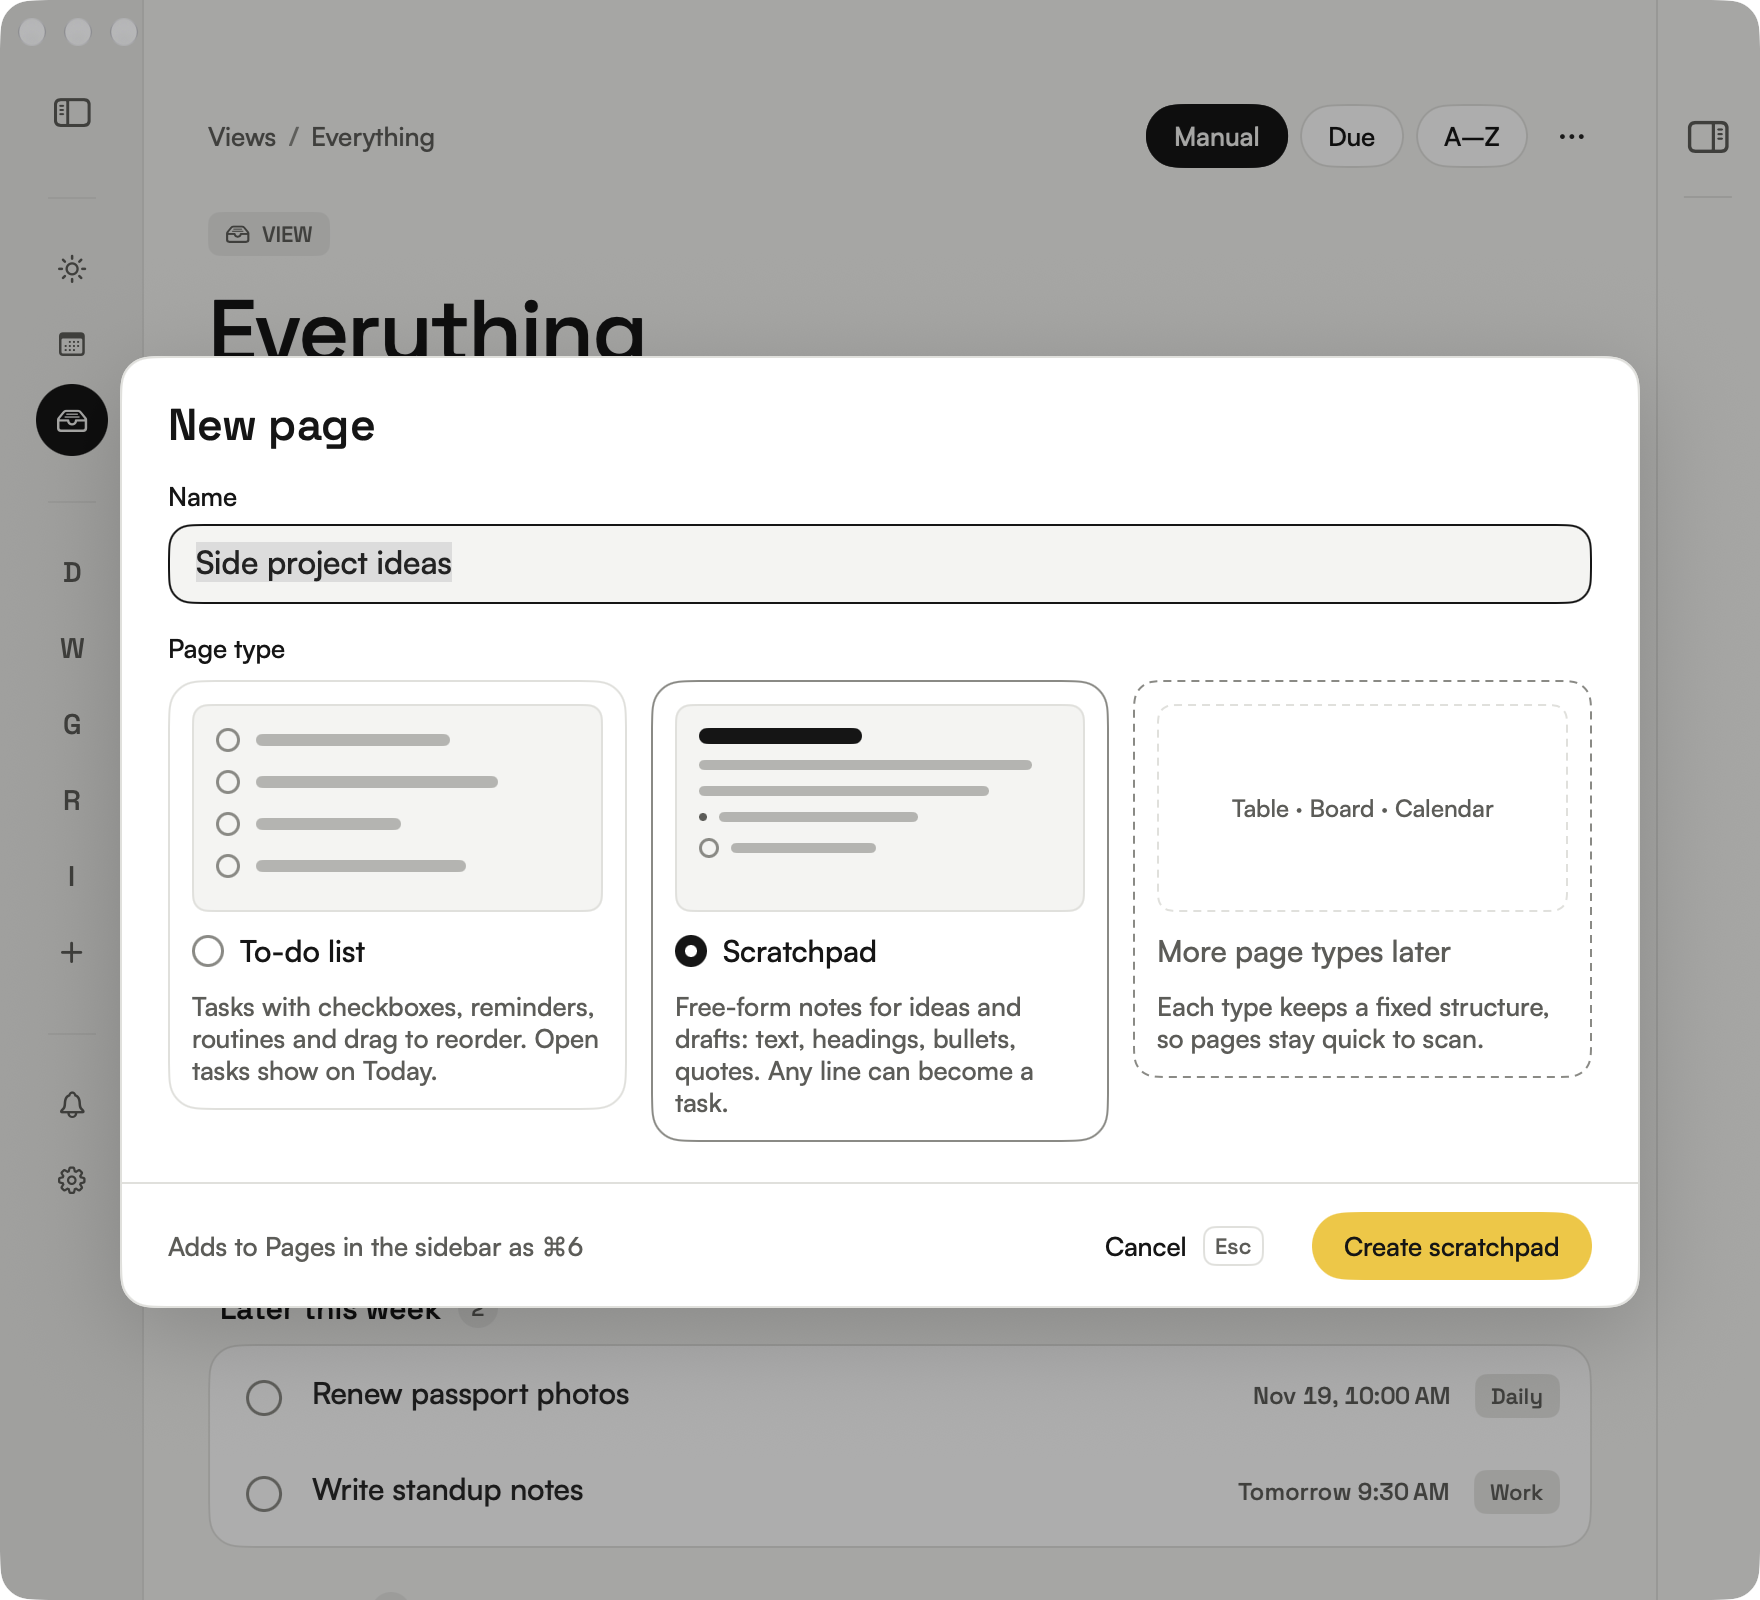 Views / Everything
Manual
Due
A—Z
VIEW
Everything
New page
Name
Side project ideas
D
W
G
R
I
Page type
Table · Board · Calendar
To-do list
Tasks with checkboxes, reminders,
routines and drag to reorder. Open
tasks show on Today.
Scratchpad
Free-form notes for ideas and
drafts: text, headings, bullets,
quotes. Any line can become a
task.
More page types later
Each type keeps a fixed structure,
so pages stay quick to scan.
Adds to Pages in the sidebar as ⌘6
Cancel
Esc
Create scratchpad
Later this week 2
Renew passport photos
Nov 19, 10:00 AM
Daily
Write standup notes
Tomorrow 9:30 AM
Work